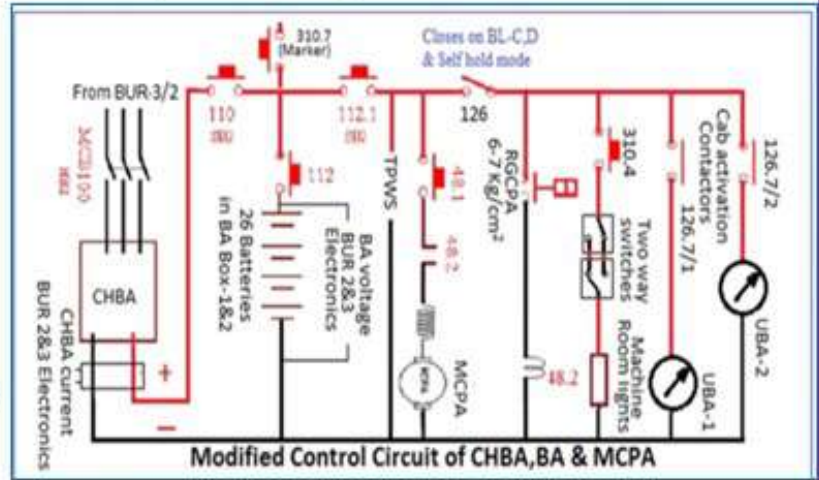 310.7
(Marker)
Closes on BL-C,D
& Self hold mode
From BUR-3/2
110
112.1
126
MCB100
CHBA
CHBA current
BUR 2&3 Electronics
+
−
112
26 Batteries
in BA Box-1&2
BA voltage
BUR 2&3
Electronics
TPWS
48.1
48.2
MCPA
MCPA
RGCPA
6-7 Kg/cm²
48.2
310.4
Two way
switches
Machine
Room lights
Cab activation
Contactors
126.7/1
126.7/2
UBA-1
UBA-2
Modified Control Circuit of CHBA,BA & MCPA